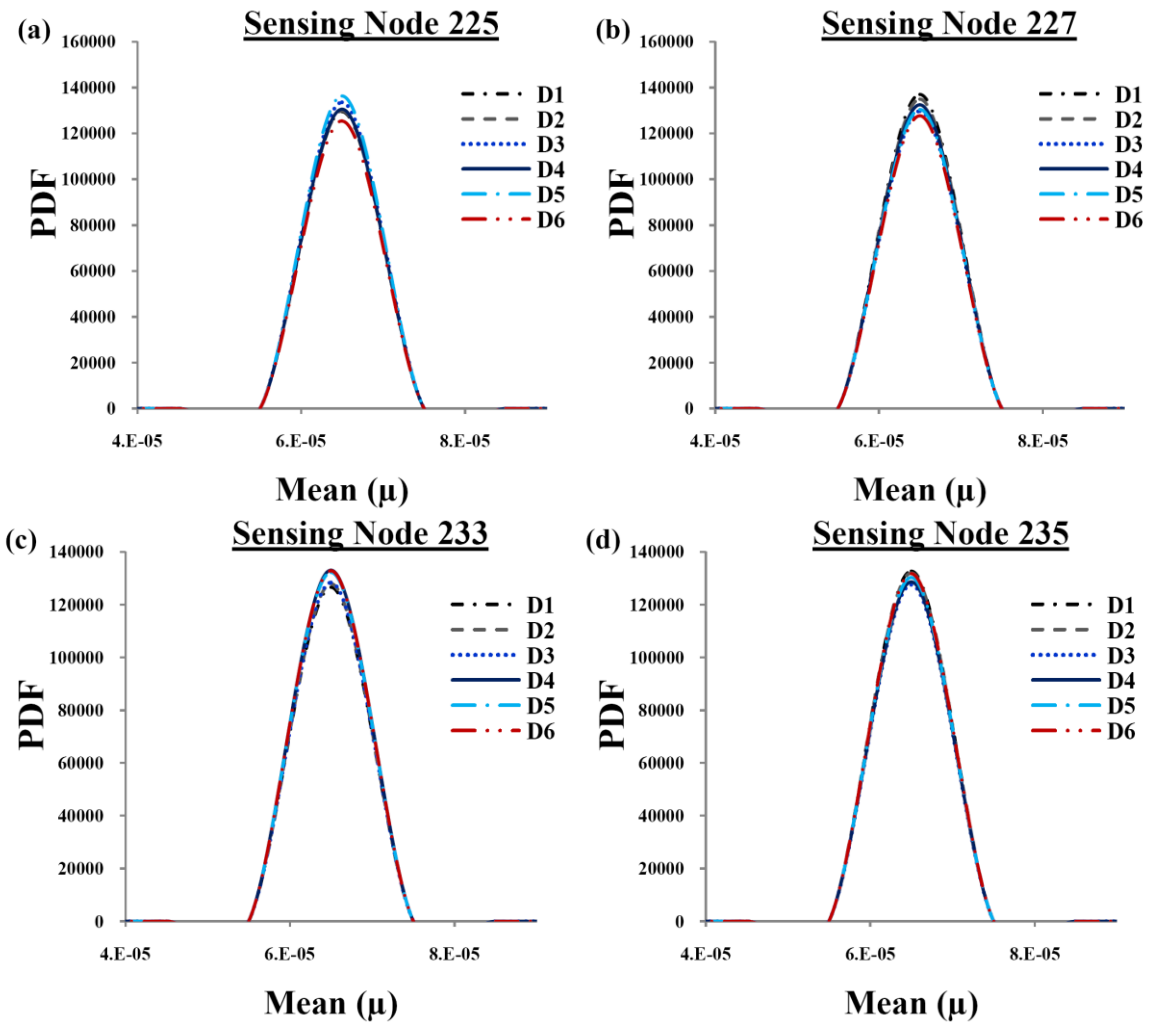 (a)
Sensing Node 225
160000
140000
120000
100000
80000
60000
40000
20000
0
PDF
D1
D2
D3
D4
D5
D6
4.E-05 6.E-05 8.E-05
Mean (µ)
(b)
Sensing Node 227
160000
140000
120000
100000
80000
60000
40000
20000
0
PDF
D1
D2
D3
D4
D5
D6
4.E-05 6.E-05 8.E-05
Mean (µ)
(c)
Sensing Node 233
140000
120000
100000
80000
60000
40000
20000
0
PDF
D1
D2
D3
D4
D5
D6
4.E-05 6.E-05 8.E-05
Mean (µ)
(d)
Sensing Node 235
140000
120000
100000
80000
60000
40000
20000
0
PDF
D1
D2
D3
D4
D5
D6
4.E-05 6.E-05 8.E-05
Mean (µ)